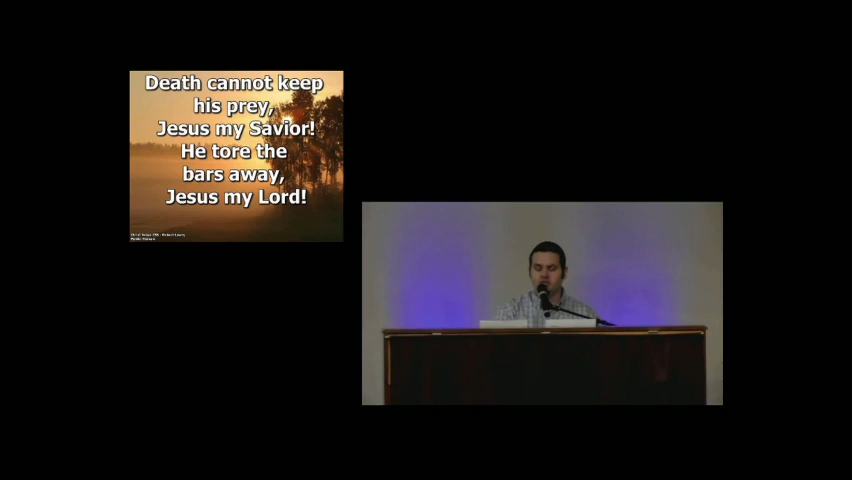 Death cannot keep
his prey,
Jesus my Savior!
He tore the
bars away,
Jesus my Lord!